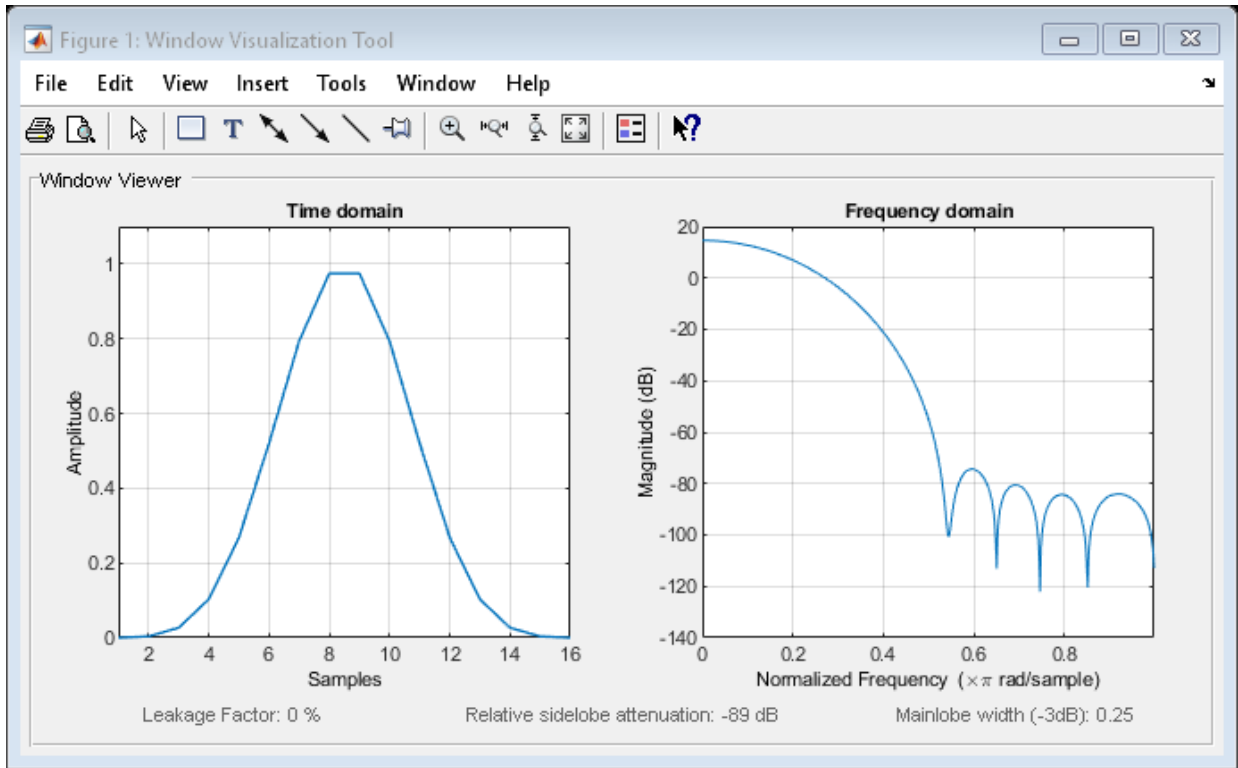 Figure 1: Window Visualization Tool
File Edit View Insert Tools Window Help
T
?
Window Viewer
Time domain
1
0.8
0.6
0.4
0.2
0
Amplitude
2 4 6 8 10 12 14 16
Samples
Frequency domain
20
0
-20
-40
-60
-80
-100
-120
-140
Magnitude (dB)
0 0.2 0.4 0.6 0.8
Normalized Frequency (×π rad/sample)
Leakage Factor: 0 % Relative sidelobe attenuation: -89 dB Mainlobe width (-3dB): 0.25